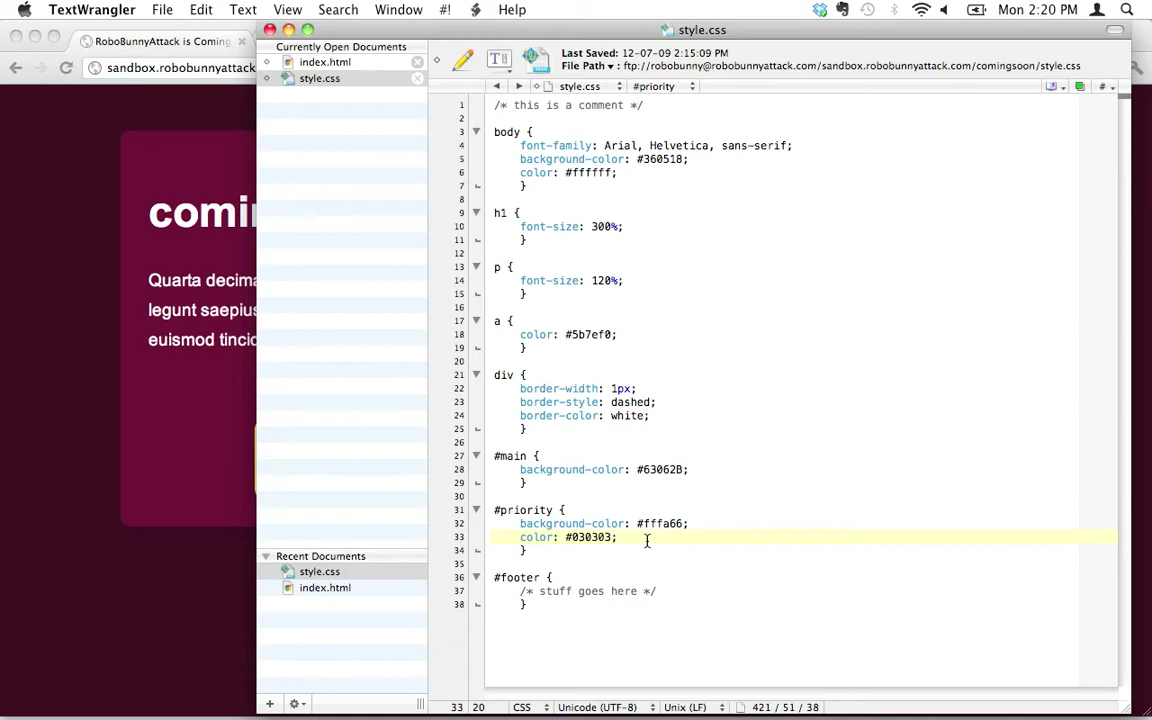 TextWrangler File Edit Text View Search Window #! Help Mon 2:20 PM
RoboBunnyAttack is Coming
sandbox.robobunnyattack
comin
Quarta decima
legunt saepius
euismod tincid
style.css
Currently Open Documents
index.html
style.css
Last Saved: 12-07-09 2:15:09 PM
File Path ▾ : ftp://robobunny@robobunnyattack.com/sandbox.robobunnyattack.com/comingsoon/style.css
style.css #priority #
1 /* this is a comment */
2
3 body {
4 font-family: Arial, Helvetica, sans-serif;
5 background-color: #360518;
6 color: #ffffff;
7 }
8
9 h1 {
10 font-size: 300%;
11 }
12
13 p {
14 font-size: 120%;
15 }
16
17 a {
18 color: #5b7ef0;
19 }
20
21 div {
22 border-width: 1px;
23 border-style: dashed;
24 border-color: white;
25 }
26
27 #main {
28 background-color: #63062B;
29 }
30
31 #priority {
32 background-color: #fffa66;
33 color: #030303;
34 }
35
36 #footer {
37 /* stuff goes here */
38 }
Recent Documents
style.css
index.html
33 20 CSS Unicode (UTF-8) Unix (LF) 421 / 51 / 38